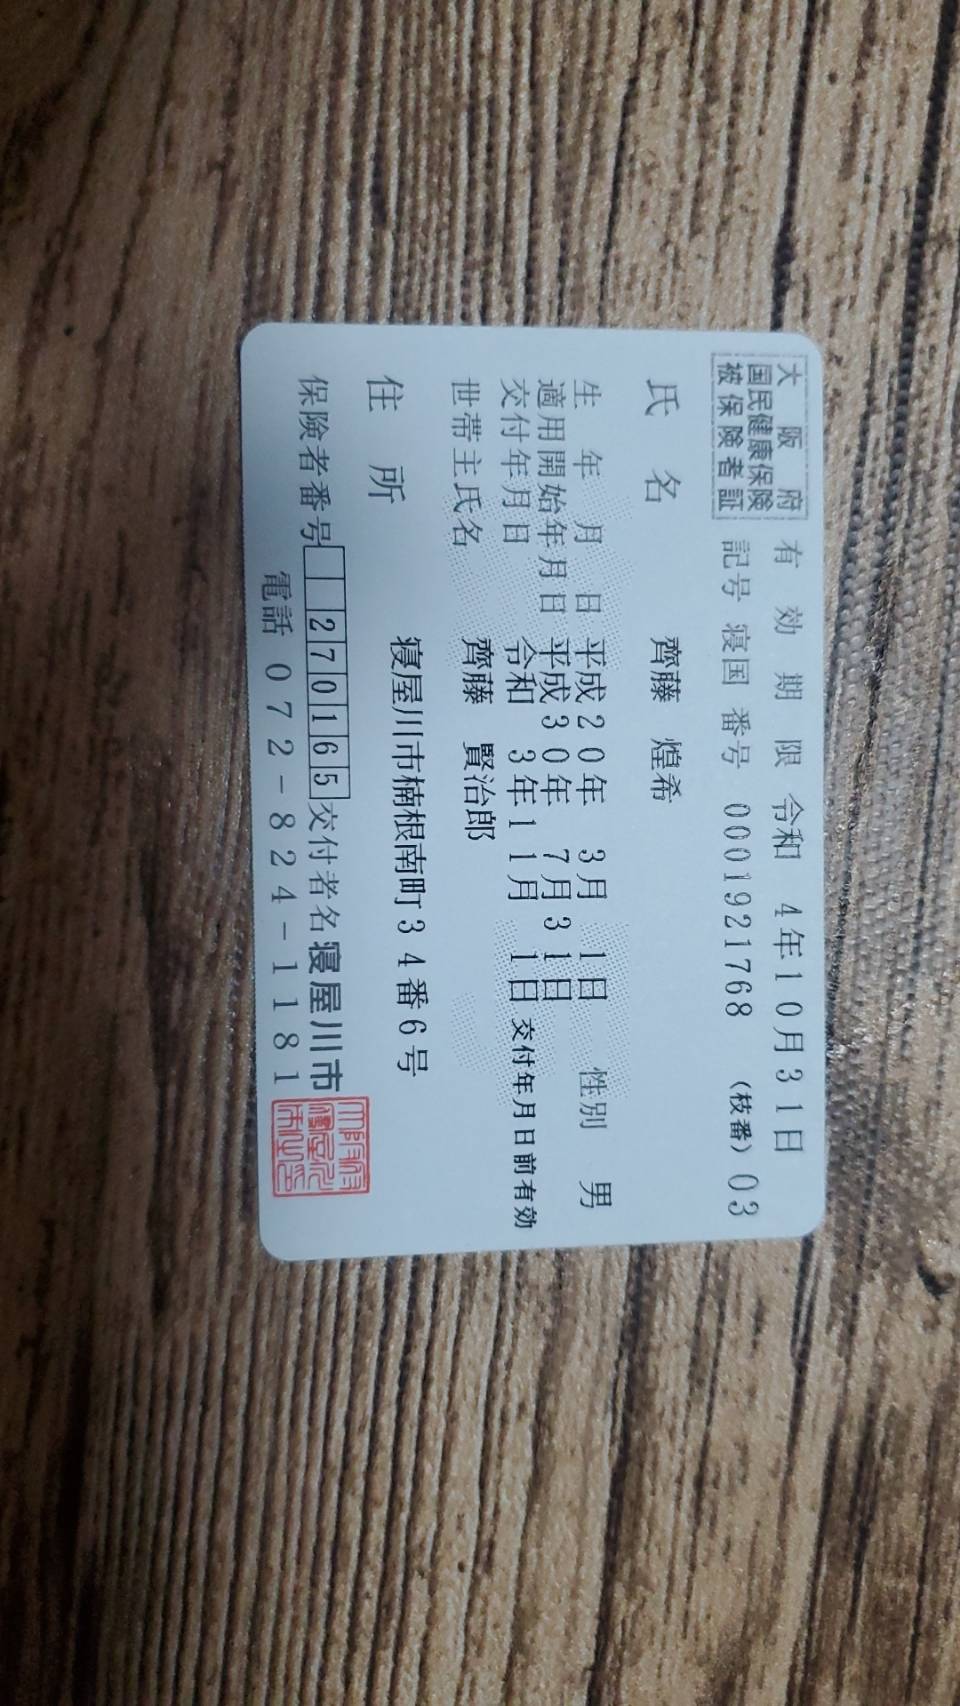 大阪府 有効期限 令和 4年10月31日
国民健康保険
被保険者証 記号 寝国 番号 0001921768 (枝番) 03
氏名 齊藤 煌希
生年月日 平成20年 3月 1日 性別 男
適用開始年月日 平成30年 7月31日
交付年月日 令和 3年11月 1日 交付年月日前有効
世帯主氏名 齊藤 賢治郎
住所 寝屋川市楠根南町34番6号
保険者番号 270165 交付者名 寝屋川市
電話 072-824-1181